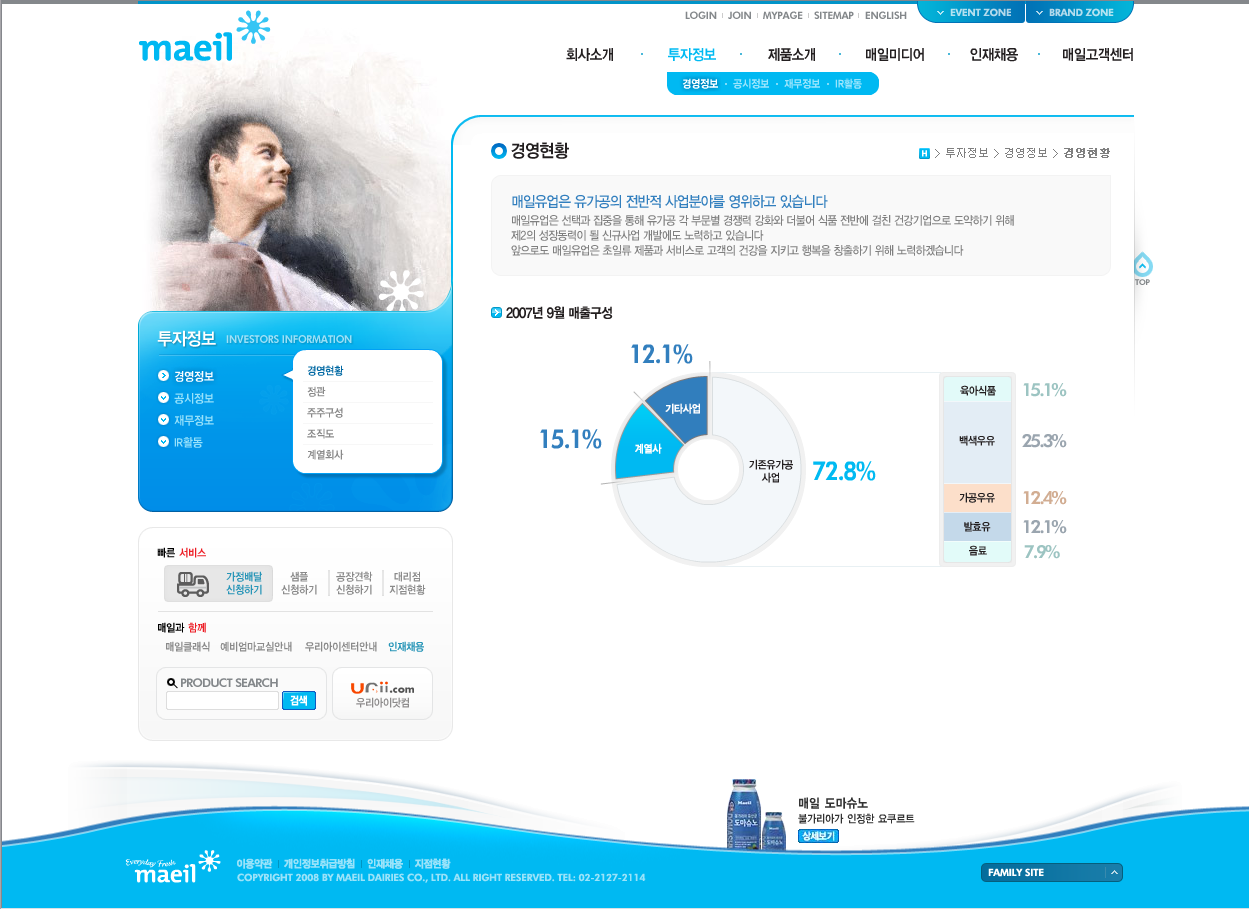 maeil
LOGIN | JOIN | MYPAGE | SITEMAP | ENGLISH
EVENT ZONE
BRAND ZONE
회사소개 · 투자정보 · 제품소개 · 매일미디어 · 인재채용 · 매일고객센터
경영정보 · 공시정보 · 재무정보 · IR활동
경영현황
H > 투자정보 > 경영정보 > 경영현황
매일유업은 유가공의 전반적 사업분야를 영위하고 있습니다
매일유업은 선택과 집중을 통해 유가공 각 부문별 경쟁력 강화와 더불어 식품 전반에 걸친 건강기업으로 도약하기 위해
제2의 성장동력이 될 신규사업 개발에도 노력하고 있습니다
앞으로도 매일유업은 초일류 제품과 서비스로 고객의 건강을 지키고 행복을 창출하기 위해 노력하겠습니다
TOP
2007년 9월 매출구성
12.1%
기타사업
15.1%
계열사
기존유가공
사업
72.8%
육아식품 15.1%
백색우유 25.3%
가공우유 12.4%
발효유 12.1%
음료 7.9%
투자정보 INVESTORS INFORMATION
경영정보
공시정보
재무정보
IR활동
경영현황
정관
주주구성
조직도
계열회사
빠른 서비스
가정배달
신청하기
샘플
신청하기
공장견학
신청하기
대리점
지점현황
매일과 함께
매일클래식 예비엄마교실안내 우리아이센터안내 인재채용
PRODUCT SEARCH
검색
urii.com
우리아이닷컴
Maeil
도마슈노
매일 도마슈노
불가리아가 인정한 요쿠르트
상세보기
Everyday Fresh
maeil
이용약관 | 개인정보취급방침 | 인재채용 | 지점현황
COPYRIGHT 2008 BY MAEIL DAIRIES CO., LTD. ALL RIGHT RESERVED. TEL: 02-2127-2114
FAMILY SITE